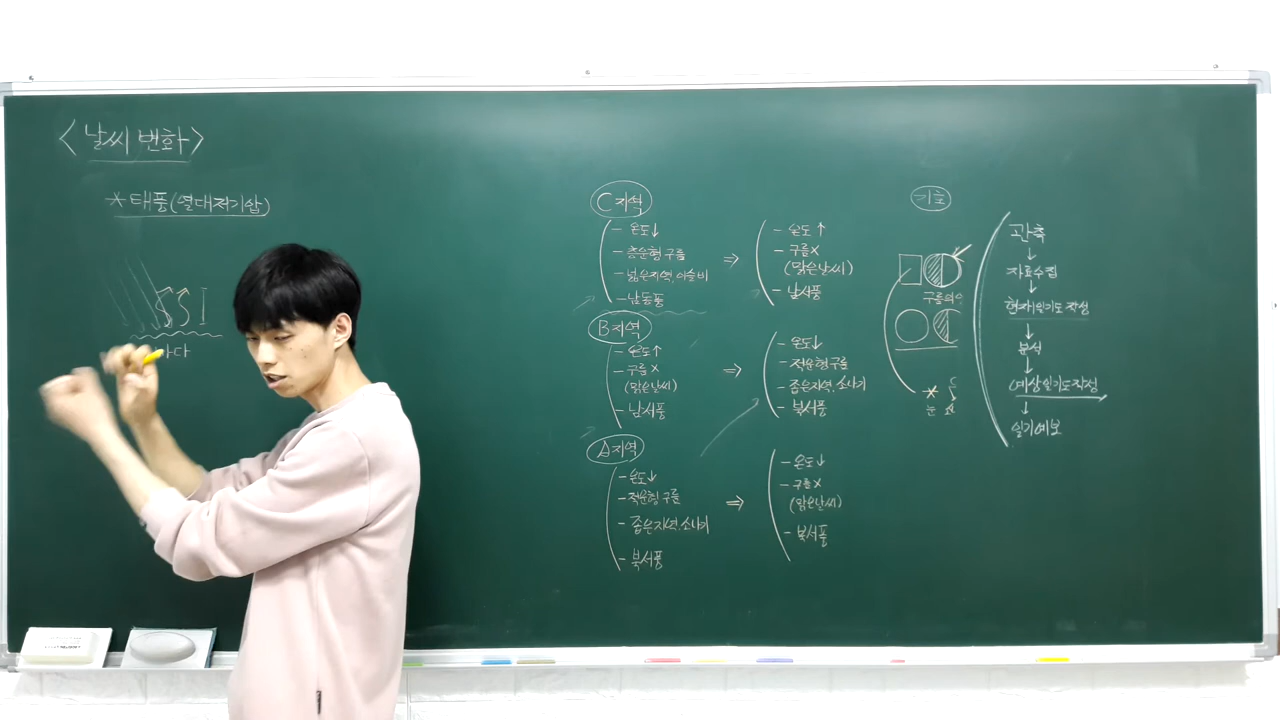 <날씨 변화>
*태풍(열대저기압)
C지역
- 온도↓
- 층운형 구름
- 넓은지역, 이슬비
- 남동풍
⇒
- 온도↑
- 구름X
(맑은날씨)
- 남서풍
B지역
- 온도↑
- 구름X
(맑은날씨)
- 남서풍
⇒
- 온도↓
- 적운형구름
- 좁은지역, 소나기
- 북서풍
A지역
- 온도↓
- 적운형 구름
- 좁은지역, 소나기
- 북서풍
⇒
- 온도↓
- 구름X
(맑은날씨)
- 북서풍
기호
구름의
눈
관측
↓
자료수집
↓
현재일기도작성
↓
분석
↓
예상일기도작성
↓
일기예보